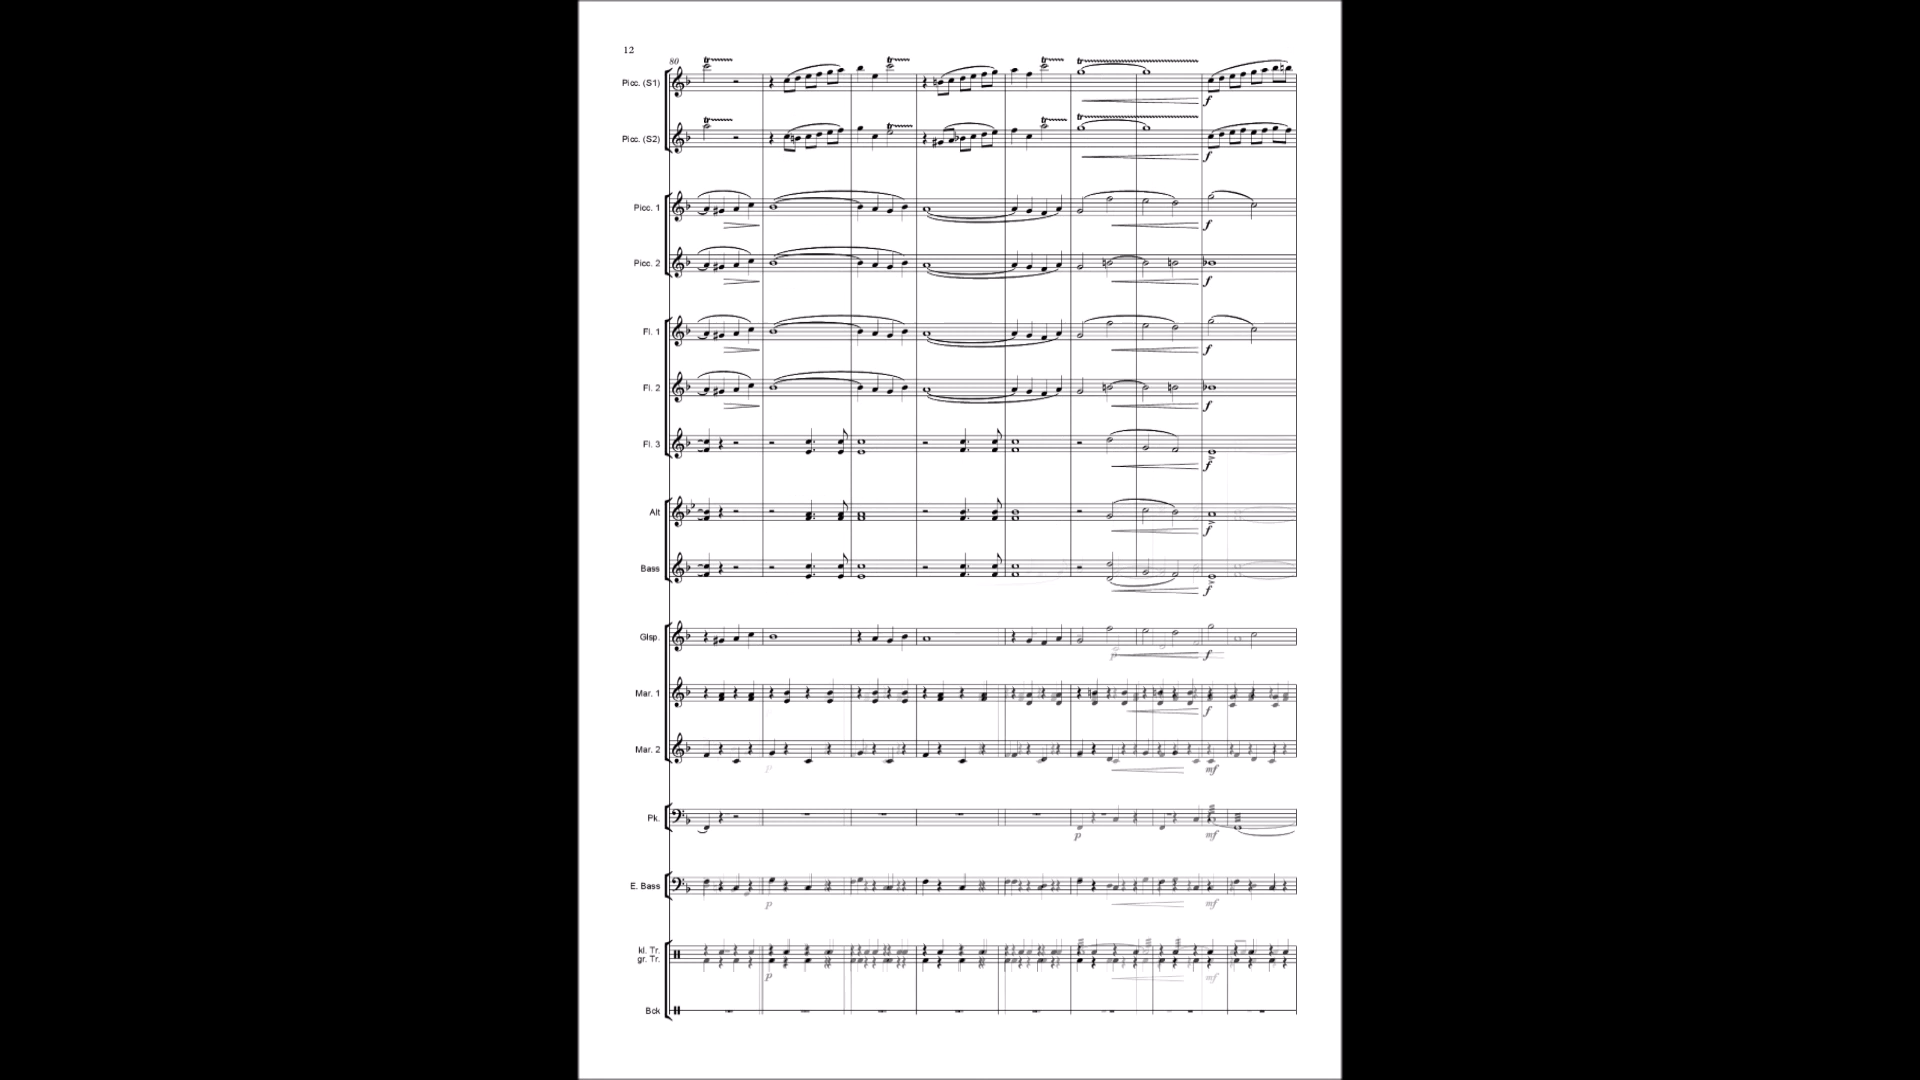 12
80
Picc. (S1)
f
Picc. (S2)
f
Picc. 1
f
Picc. 2
f
Fl. 1
f
Fl. 2
f
Fl. 3
f
Alt
f
Bass
f
Glsp.
p f
Mar. 1
f
Mar. 2
p mf
Pk.
p mf
E. Bass
p mf
kl. Tr.
gr. Tr.
p mf
Bck